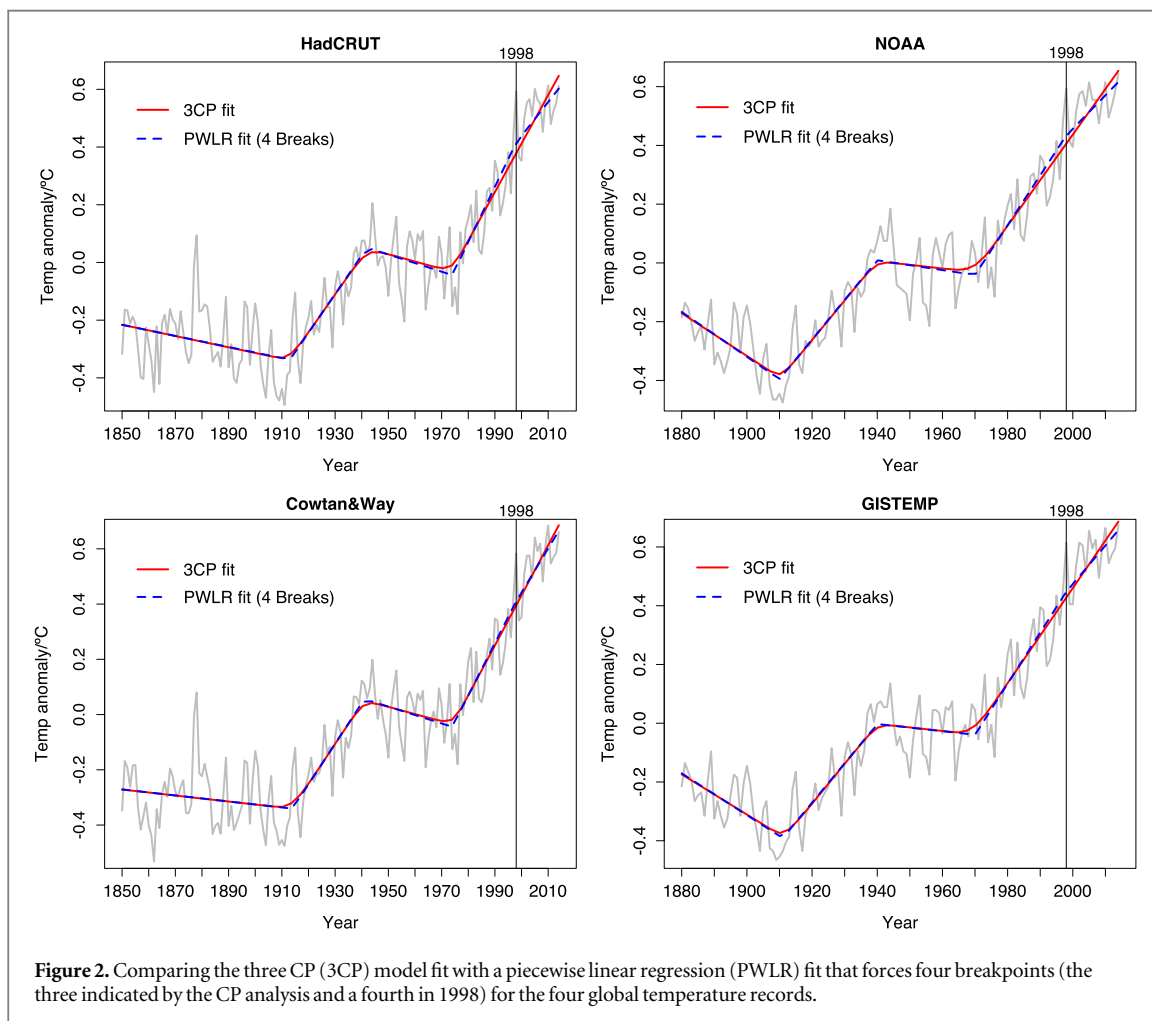 HadCRUT
1998
3CP fit
PWLR fit (4 Breaks)
Temp anomaly/ºC
0.6
0.4
0.2
0.0
-0.2
-0.4
1850 1870 1890 1910 1930 1950 1970 1990 2010
Year
NOAA
1998
3CP fit
PWLR fit (4 Breaks)
Temp anomaly/ºC
0.6
0.4
0.2
0.0
-0.2
-0.4
1880 1900 1920 1940 1960 1980 2000
Year
Cowtan&Way
1998
3CP fit
PWLR fit (4 Breaks)
Temp anomaly/ºC
0.6
0.4
0.2
0.0
-0.2
-0.4
1850 1870 1890 1910 1930 1950 1970 1990 2010
Year
GISTEMP
1998
3CP fit
PWLR fit (4 Breaks)
Temp anomaly/ºC
0.6
0.4
0.2
0.0
-0.2
-0.4
1880 1900 1920 1940 1960 1980 2000
Year
Figure 2. Comparing the three CP (3CP) model fit with a piecewise linear regression (PWLR) fit that forces four breakpoints (the
three indicated by the CP analysis and a fourth in 1998) for the four global temperature records.